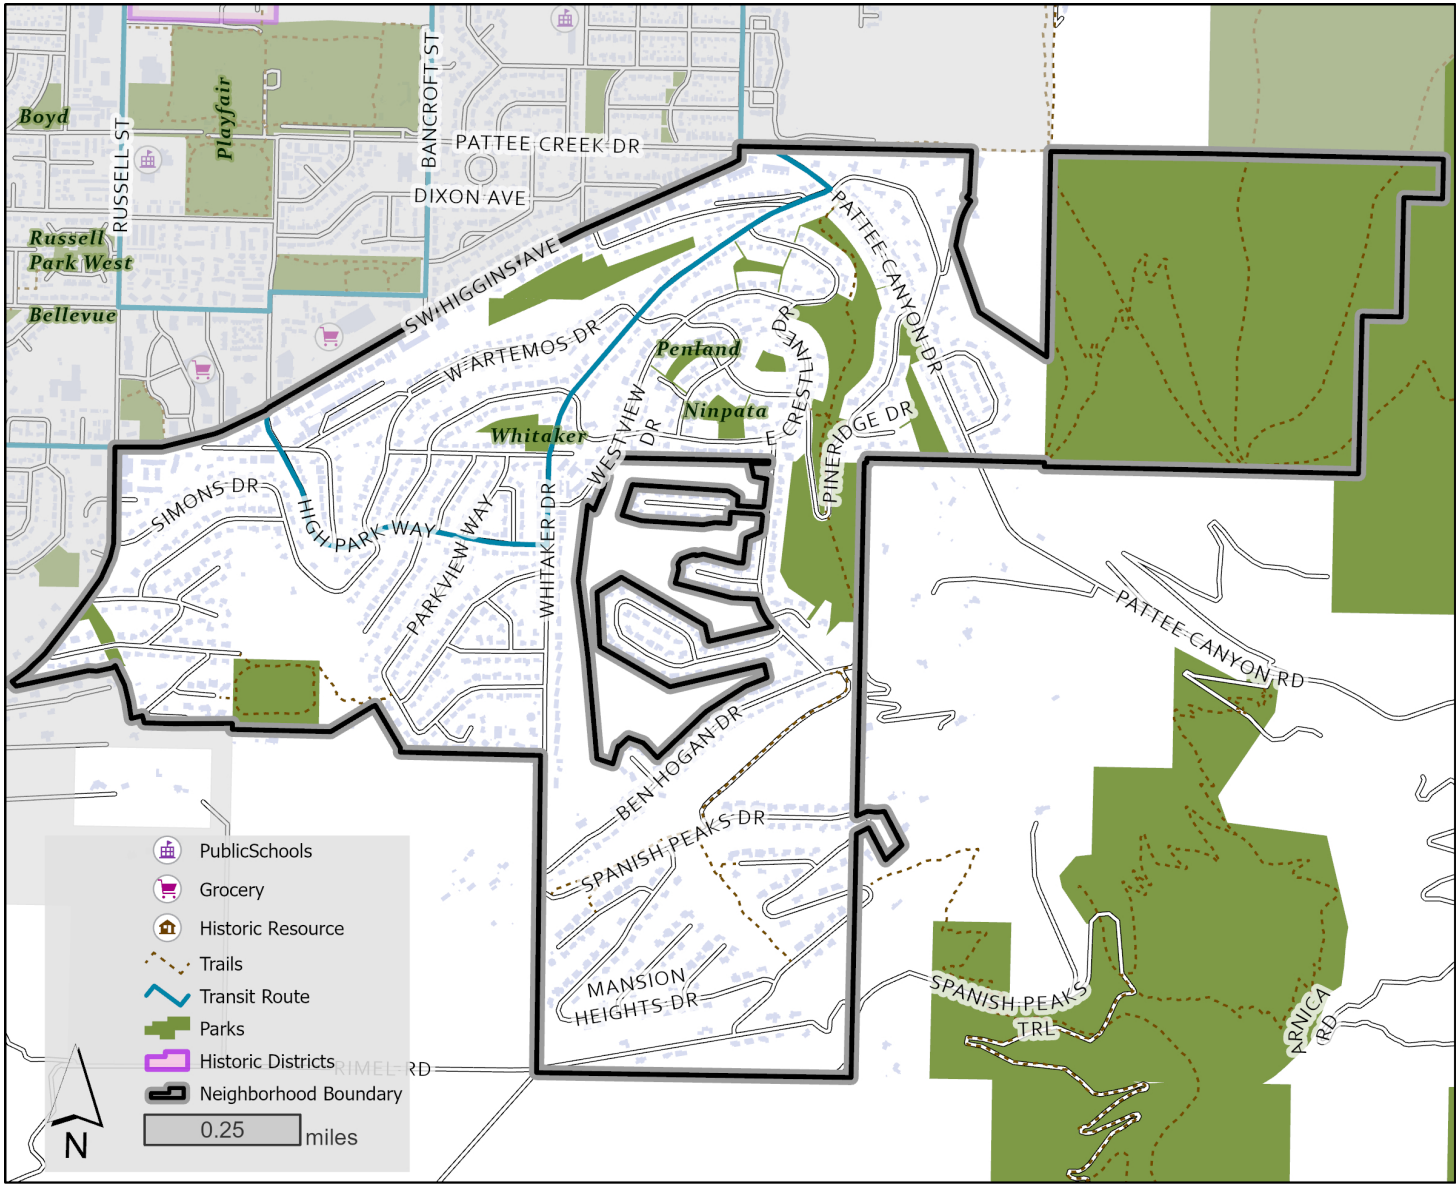 BANCROFT ST
Boyd
Playfair
RUSSELL ST
PATTEE CREEK DR
DIXON AVE
Russell
Park West
Bellevue
SW HIGGINS AVE
PATTEE CANYON DR
W ARTEMOS DR
Penland
Ninpata
Whitaker
WESTVIEW
DR
E CRESTLINE
DR
PINERIDGE DR
SIMONS DR
HIGH PARK WAY
PARKVIEW WAY
WHITAKER DR
PATTEE CANYON RD
BEN HOGAN DR
SPANISH PEAKS DR
MANSION
HEIGHTS DR
SPANISH PEAKS
TRL
ARNICA
RD
RIMEL RD
PublicSchools
Grocery
Historic Resource
Trails
Transit Route
Parks
Historic Districts
Neighborhood Boundary
0.25
miles
N